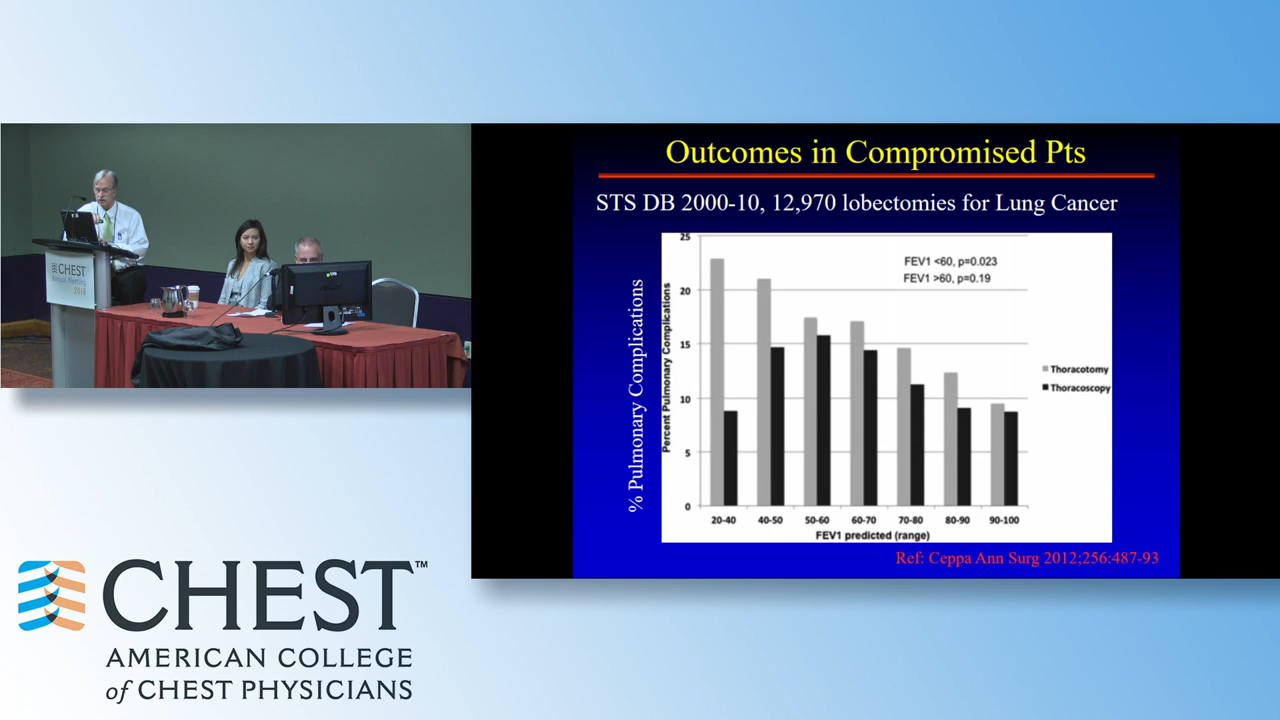 CHEST
Annual Meeting
2018
Outcomes in Compromised Pts
STS DB 2000-10, 12,970 lobectomies for Lung Cancer
% Pulmonary Complications
Percent Pulmonary Complications
25
20
15
10
5
0
FEV1 <60, p=0.023
FEV1 >60, p=0.19
Thoracotomy
Thoracoscopy
20-40 40-50 50-60 60-70 70-80 80-90 90-100
FEV1 predicted (range)
Ref: Ceppa Ann Surg 2012;256:487-93
CHEST™
AMERICAN COLLEGE
of CHEST PHYSICIANS